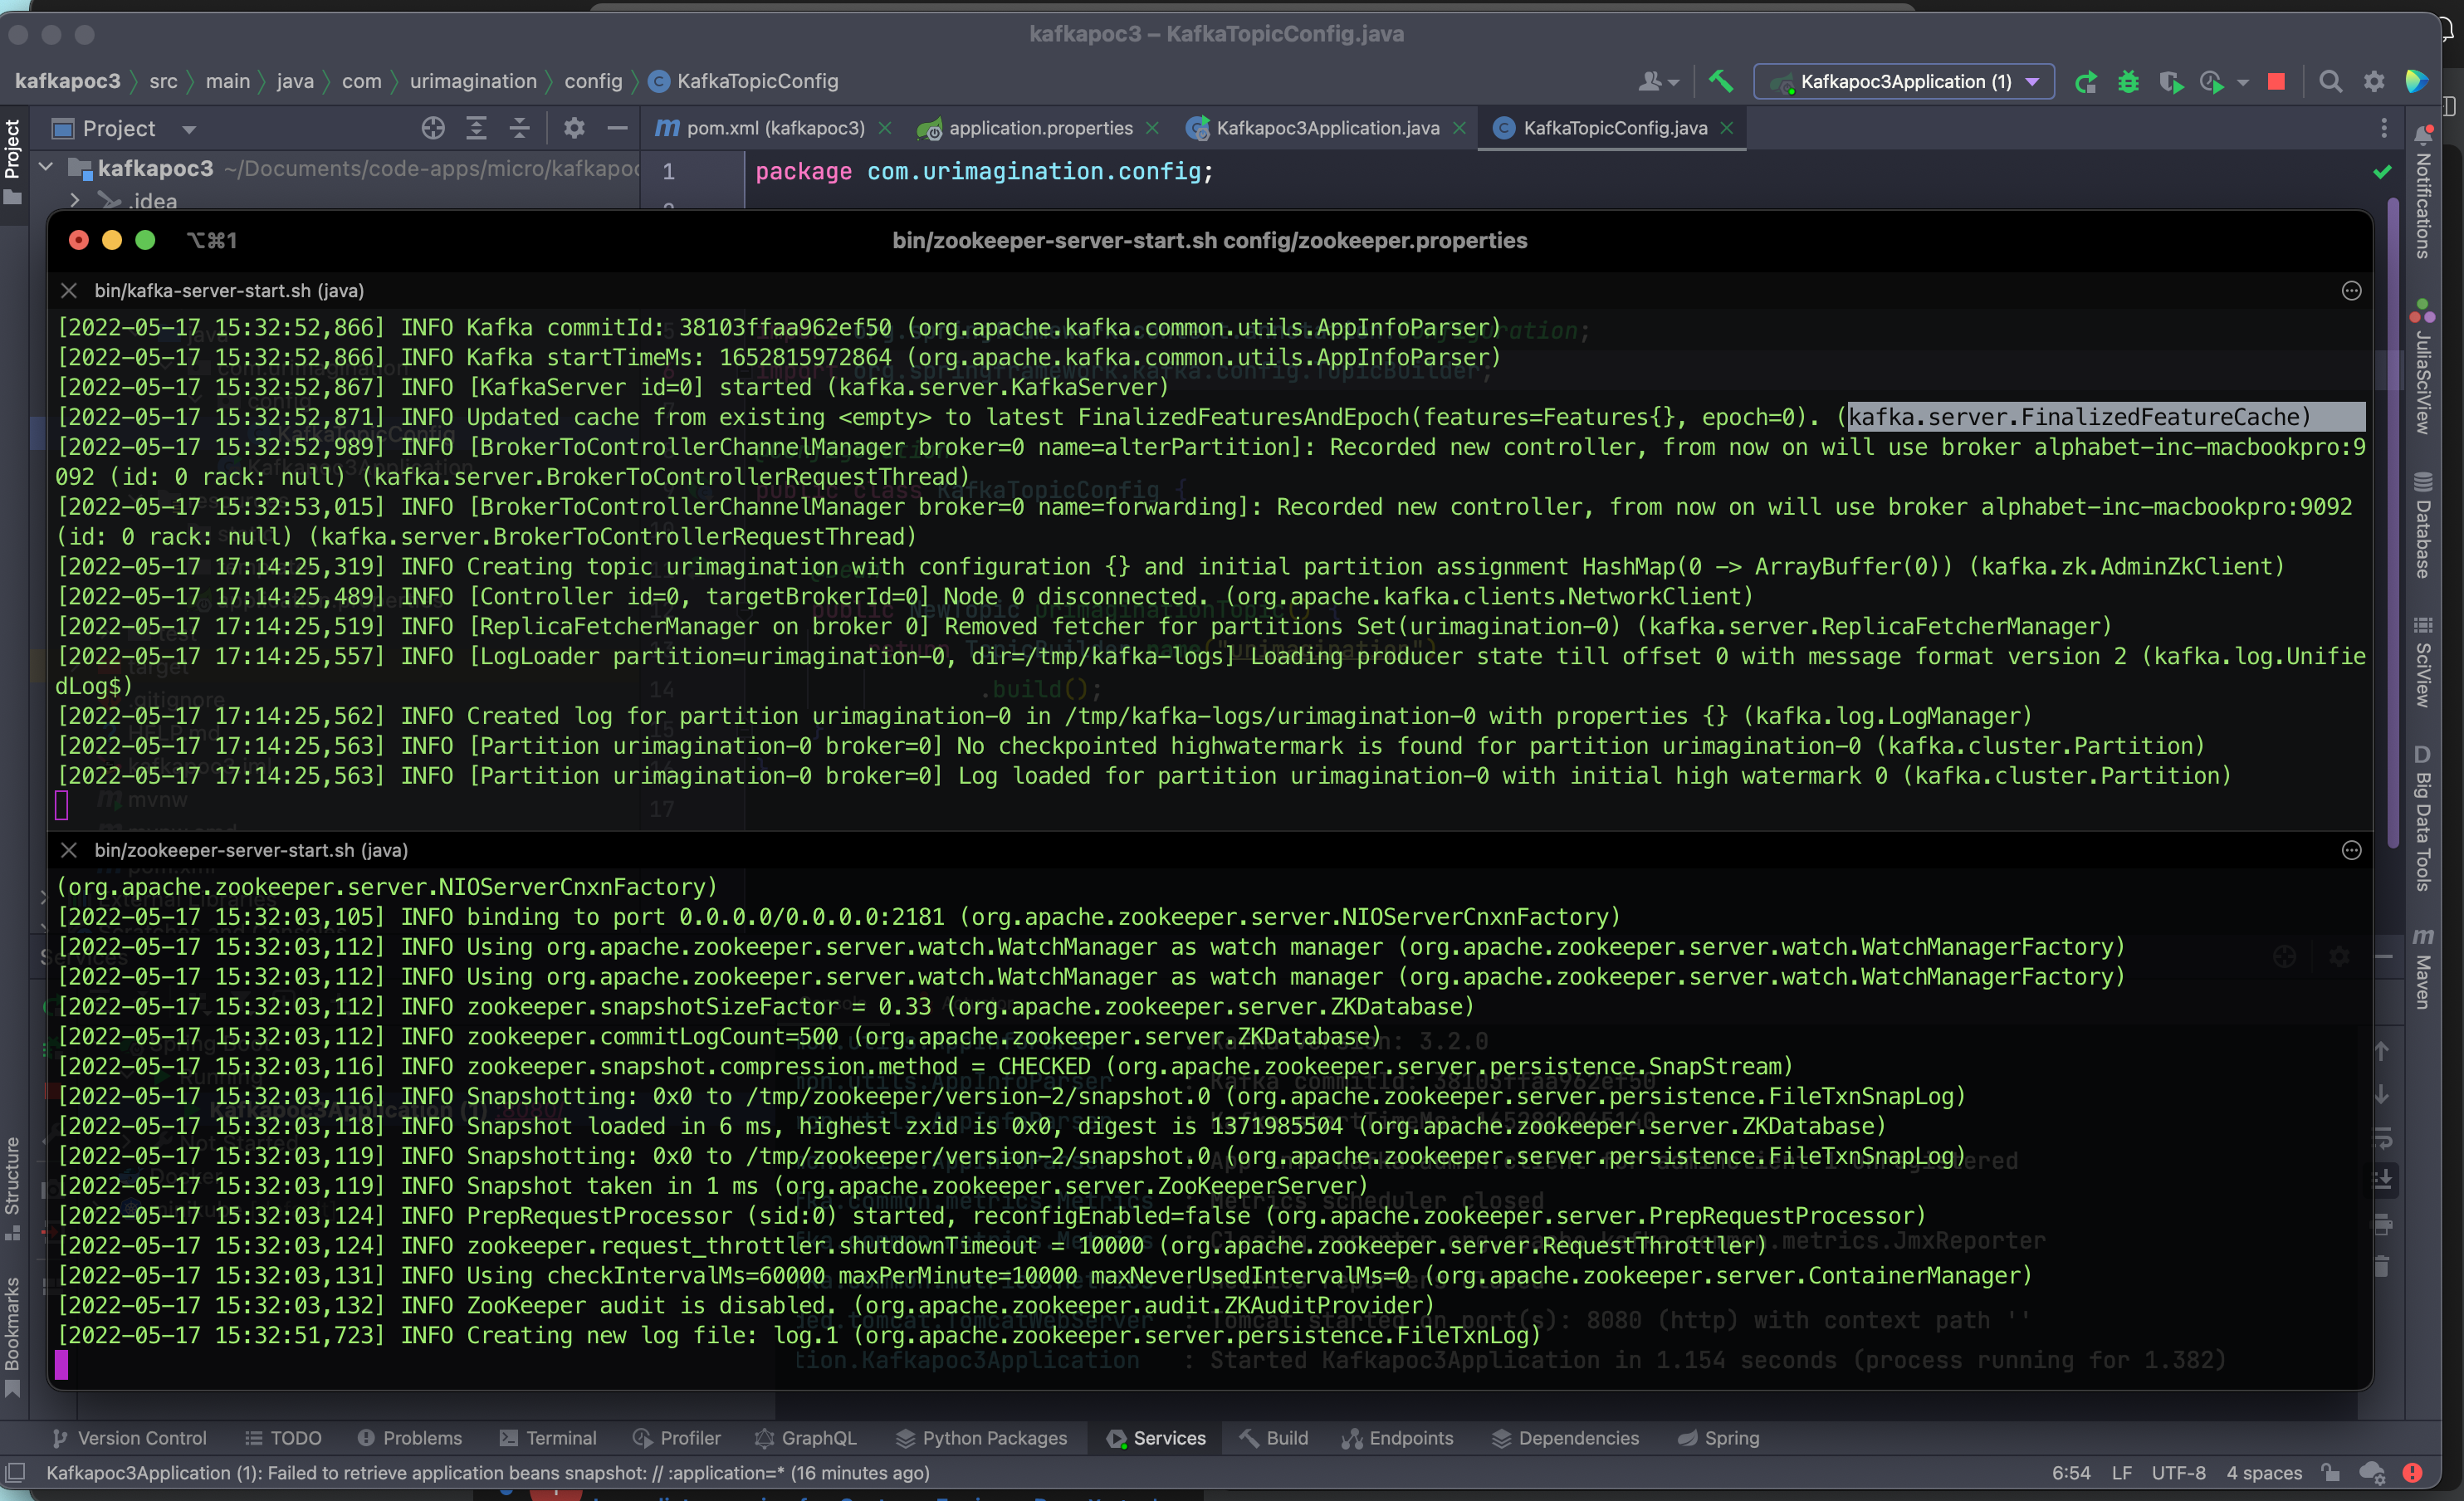 kafkapoc3 – KafkaTopicConfig.java
kafkapoc3 〉 src 〉 main 〉 java 〉 com 〉 urimagination 〉 config 〉 KafkaTopicConfig
Kafkapoc3Application (1)
Project
Project
pom.xml (kafkapoc3)
application.properties
Kafkapoc3Application.java
KafkaTopicConfig.java
kafkapoc3 ~/Documents/code-apps/micro/kafkapoc
.idea
1 package com.urimagination.config;
Notifications
JuliaSciView
Database
SciView
Big Data Tools
Maven
⌥⌘1
bin/zookeeper-server-start.sh config/zookeeper.properties
bin/kafka-server-start.sh (java)
[2022-05-17 15:32:52,866] INFO Kafka commitId: 38103ffaa962ef50 (org.apache.kafka.common.utils.AppInfoParser)
[2022-05-17 15:32:52,866] INFO Kafka startTimeMs: 1652815972864 (org.apache.kafka.common.utils.AppInfoParser)
[2022-05-17 15:32:52,867] INFO [KafkaServer id=0] started (kafka.server.KafkaServer)
[2022-05-17 15:32:52,871] INFO Updated cache from existing <empty> to latest FinalizedFeaturesAndEpoch(features=Features{}, epoch=0). (kafka.server.FinalizedFeatureCache)
[2022-05-17 15:32:52,989] INFO [BrokerToControllerChannelManager broker=0 name=alterPartition]: Recorded new controller, from now on will use broker alphabet-inc-macbookpro:9
092 (id: 0 rack: null) (kafka.server.BrokerToControllerRequestThread)
[2022-05-17 15:32:53,015] INFO [BrokerToControllerChannelManager broker=0 name=forwarding]: Recorded new controller, from now on will use broker alphabet-inc-macbookpro:9092
(id: 0 rack: null) (kafka.server.BrokerToControllerRequestThread)
[2022-05-17 17:14:25,319] INFO Creating topic urimagination with configuration {} and initial partition assignment HashMap(0 -> ArrayBuffer(0)) (kafka.zk.AdminZkClient)
[2022-05-17 17:14:25,489] INFO [Controller id=0, targetBrokerId=0] Node 0 disconnected. (org.apache.kafka.clients.NetworkClient)
[2022-05-17 17:14:25,519] INFO [ReplicaFetcherManager on broker 0] Removed fetcher for partitions Set(urimagination-0) (kafka.server.ReplicaFetcherManager)
[2022-05-17 17:14:25,557] INFO [LogLoader partition=urimagination-0, dir=/tmp/kafka-logs] Loading producer state till offset 0 with message format version 2 (kafka.log.Unifie
dLog$)
[2022-05-17 17:14:25,562] INFO Created log for partition urimagination-0 in /tmp/kafka-logs/urimagination-0 with properties {} (kafka.log.LogManager)
[2022-05-17 17:14:25,563] INFO [Partition urimagination-0 broker=0] No checkpointed highwatermark is found for partition urimagination-0 (kafka.cluster.Partition)
[2022-05-17 17:14:25,563] INFO [Partition urimagination-0 broker=0] Log loaded for partition urimagination-0 with initial high watermark 0 (kafka.cluster.Partition)
bin/zookeeper-server-start.sh (java)
(org.apache.zookeeper.server.NIOServerCnxnFactory)
[2022-05-17 15:32:03,105] INFO binding to port 0.0.0.0/0.0.0.0:2181 (org.apache.zookeeper.server.NIOServerCnxnFactory)
[2022-05-17 15:32:03,112] INFO Using org.apache.zookeeper.server.watch.WatchManager as watch manager (org.apache.zookeeper.server.watch.WatchManagerFactory)
[2022-05-17 15:32:03,112] INFO Using org.apache.zookeeper.server.watch.WatchManager as watch manager (org.apache.zookeeper.server.watch.WatchManagerFactory)
[2022-05-17 15:32:03,112] INFO zookeeper.snapshotSizeFactor = 0.33 (org.apache.zookeeper.server.ZKDatabase)
[2022-05-17 15:32:03,112] INFO zookeeper.commitLogCount=500 (org.apache.zookeeper.server.ZKDatabase)
[2022-05-17 15:32:03,116] INFO zookeeper.snapshot.compression.method = CHECKED (org.apache.zookeeper.server.persistence.SnapStream)
[2022-05-17 15:32:03,116] INFO Snapshotting: 0x0 to /tmp/zookeeper/version-2/snapshot.0 (org.apache.zookeeper.server.persistence.FileTxnSnapLog)
[2022-05-17 15:32:03,118] INFO Snapshot loaded in 6 ms, highest zxid is 0x0, digest is 1371985504 (org.apache.zookeeper.server.ZKDatabase)
[2022-05-17 15:32:03,119] INFO Snapshotting: 0x0 to /tmp/zookeeper/version-2/snapshot.0 (org.apache.zookeeper.server.persistence.FileTxnSnapLog)
[2022-05-17 15:32:03,119] INFO Snapshot taken in 1 ms (org.apache.zookeeper.server.ZooKeeperServer)
[2022-05-17 15:32:03,124] INFO PrepRequestProcessor (sid:0) started, reconfigEnabled=false (org.apache.zookeeper.server.PrepRequestProcessor)
[2022-05-17 15:32:03,124] INFO zookeeper.request_throttler.shutdownTimeout = 10000 (org.apache.zookeeper.server.RequestThrottler)
[2022-05-17 15:32:03,131] INFO Using checkIntervalMs=60000 maxPerMinute=10000 maxNeverUsedIntervalMs=0 (org.apache.zookeeper.server.ContainerManager)
[2022-05-17 15:32:03,132] INFO ZooKeeper audit is disabled. (org.apache.zookeeper.audit.ZKAuditProvider)
[2022-05-17 15:32:51,723] INFO Creating new log file: log.1 (org.apache.zookeeper.server.persistence.FileTxnLog)
tion.Kafkapoc3Application : Started Kafkapoc3Application in 1.154 seconds (process running for 1.382)
Structure
Bookmarks
Version Control
TODO
Problems
Terminal
Profiler
GraphQL
Python Packages
Services
Build
Endpoints
Dependencies
Spring
Kafkapoc3Application (1): Failed to retrieve application beans snapshot: // :application=* (16 minutes ago)
6:54 LF UTF-8 4 spaces